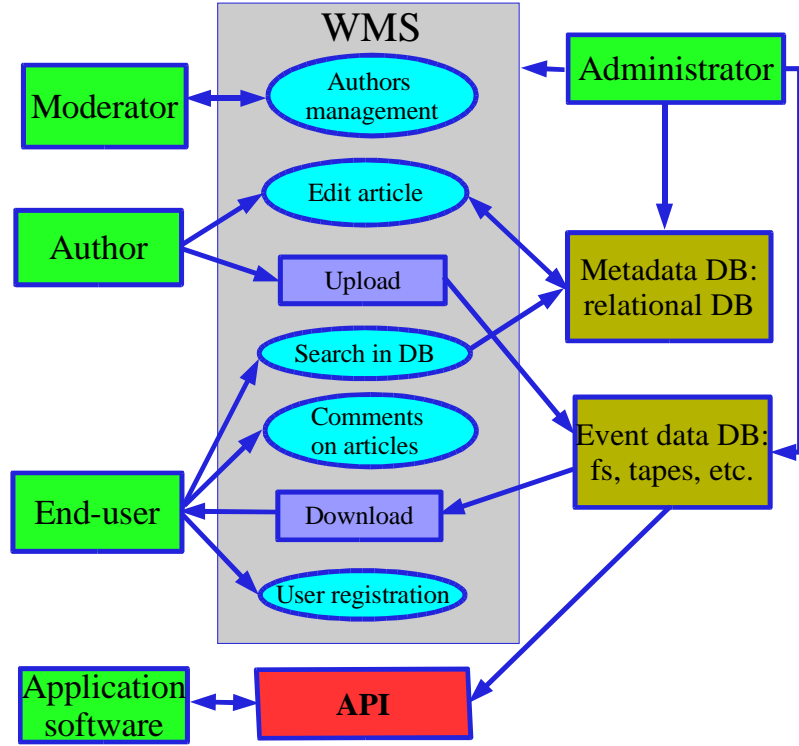 WMS
Authors
management
Administrator
Moderator
Edit article
Author
Upload
Metadata DB:
relational DB
Search in DB
Comments
on articles
Event data DB:
fs, tapes, etc.
End-user
Download
User registration
Application
software
API